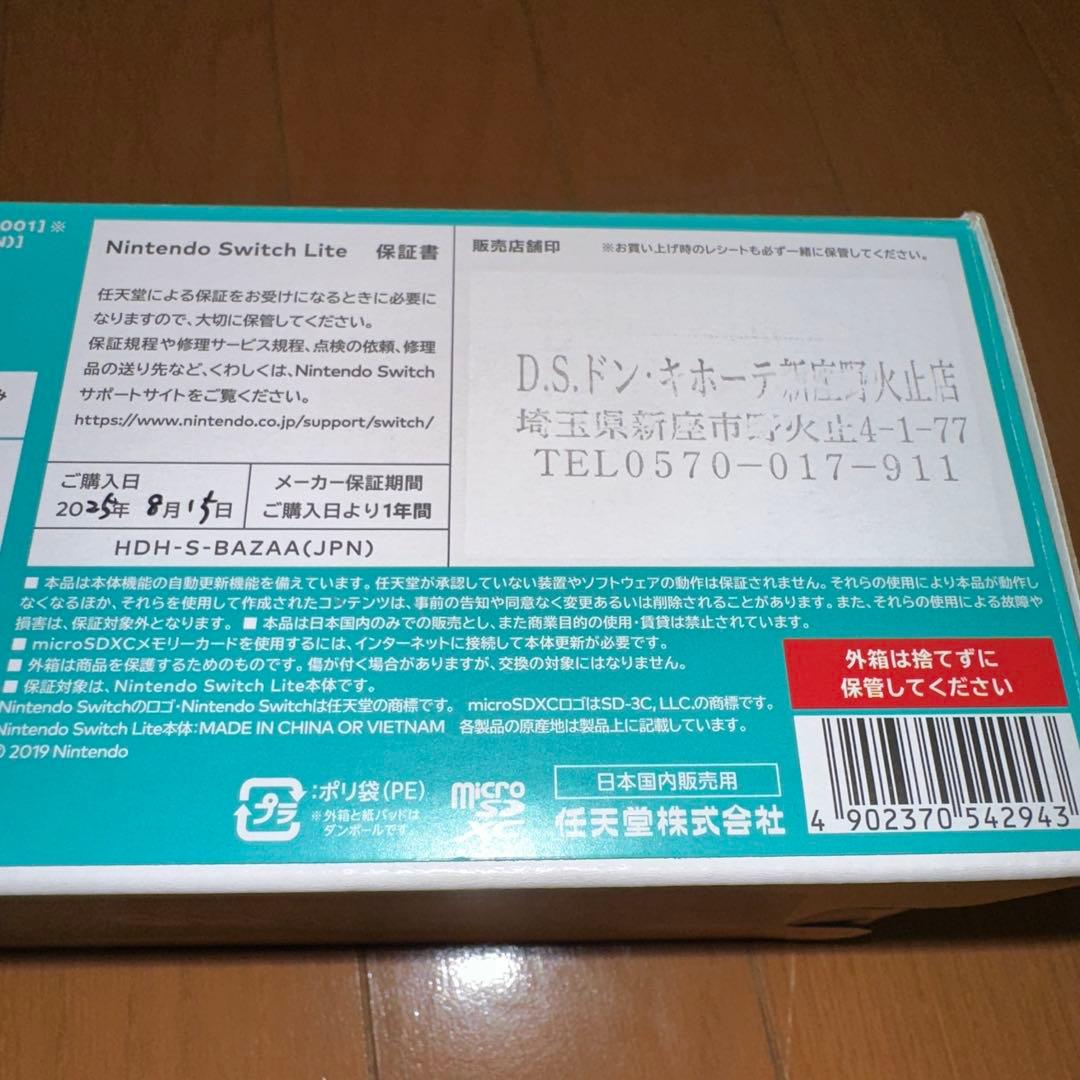 001]※
N)]
Nintendo Switch Lite 保証書
任天堂による保証をお受けになるときに必要に
なりますので、大切に保管してください。
保証規程や修理サービス規程、点検の依頼、修理
品の送り先など、くわしくは、Nintendo Switch
サポートサイトをご覧ください。
https://www.nintendo.co.jp/support/switch/
ご購入日
2025年 8月15日
メーカー保証期間
ご購入日より1年間
HDH-S-BAZAA(JPN)
販売店舗印 ※お買い上げ時のレシートも必ず一緒に保管してください。
D.S.ドン・キホーテ新座野火止店
埼玉県新座市野火止4-1-77
TEL0570-017-911
み
■ 本品は本体機能の自動更新機能を備えています。任天堂が承認していない装置やソフトウェアの動作は保証されません。それらの使用により本品が動作し
なくなるほか、それらを使用して作成されたコンテンツは、事前の告知や同意なく変更あるいは削除されることがあります。また、それらの使用による故障や
損害は、保証対象外となります。 ■ 本品は日本国内のみでの販売とし、また商業目的の使用・賃貸は禁止されています。
■ microSDXCメモリーカードを使用するには、インターネットに接続して本体更新が必要です。
■ 外箱は商品を保護するためのものです。傷が付く場合がありますが、交換の対象にはなりません。
■ 保証対象は、Nintendo Switch Lite本体です。
Nintendo Switchのロゴ・Nintendo Switchは任天堂の商標です。 microSDXCロゴはSD-3C, LLC.の商標です。
Nintendo Switch Lite本体：MADE IN CHINA OR VIETNAM 各製品の原産地は製品上に記載しています。
© 2019 Nintendo
外箱は捨てずに
保管してください
プラ
：ポリ袋（PE）
※外箱と紙パッドは
ダンボールです
micro
SD
XC
日本国内販売用
任天堂株式会社
4 902370 542943